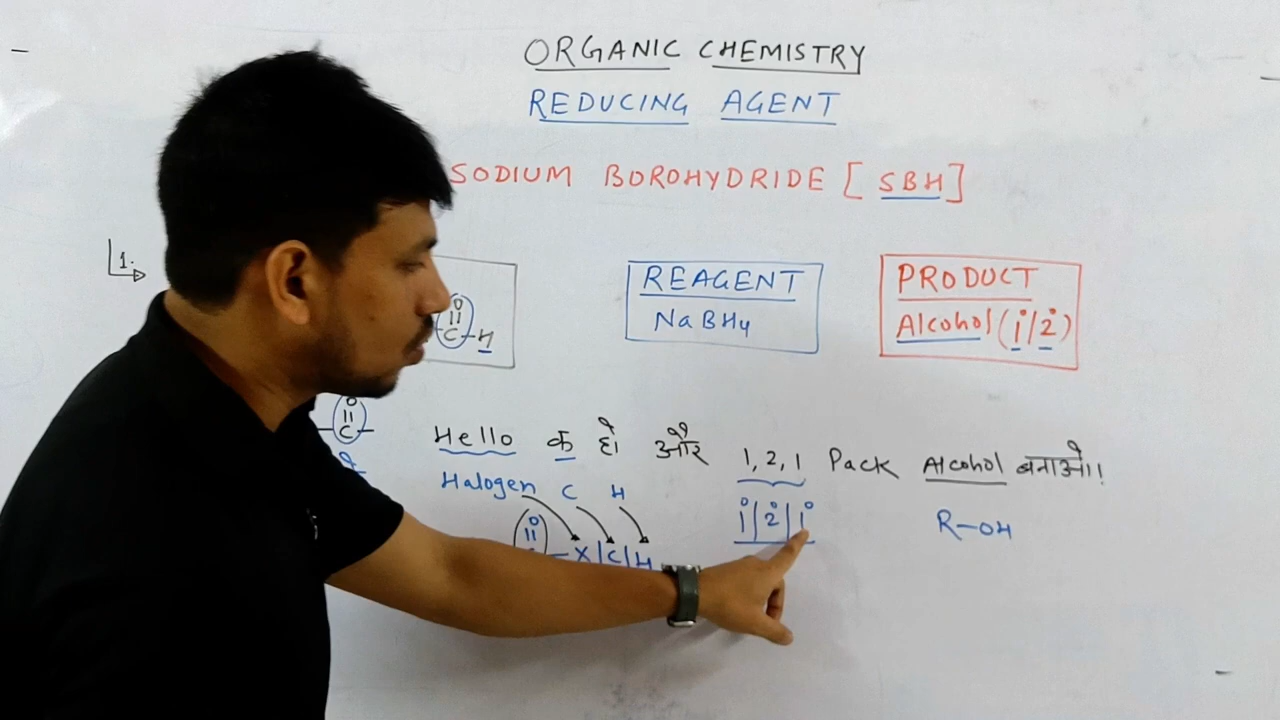 ORGANIC CHEMISTRY
REDUCING AGENT
SODIUM BOROHYDRIDE [SBH]
1.
O
||
C-H
REAGENT
NaBH4
PRODUCT
Alcohol (1°/2°)
O
||
-C-
Hello क हो और 1, 2, 1 Pack Alcohol बनाओ!!
Halogen C H
1°/2°/1°
R-OH
O
||
-X/C/H